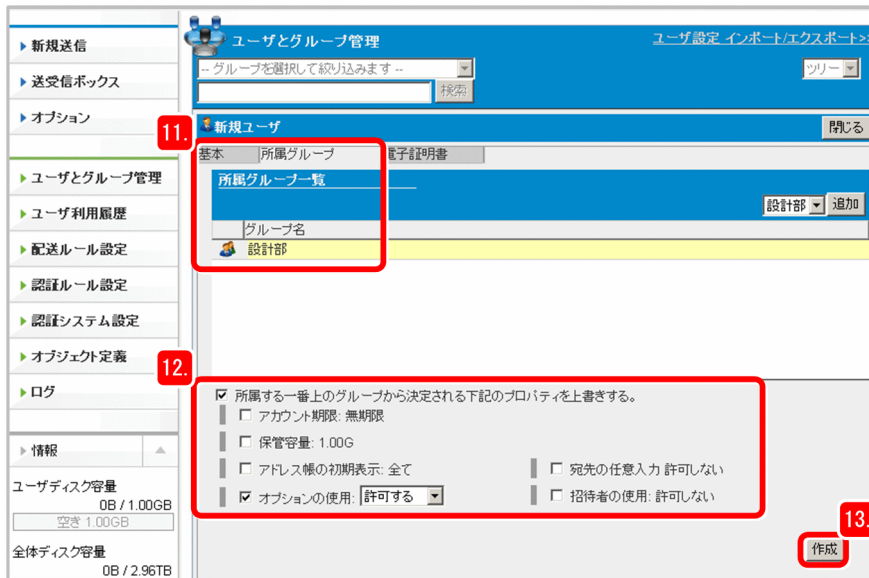 新規送信
送受信ボックス
オプション
ユーザとグループ管理
ユーザ利用履歴
配送ルール設定
認証ルール設定
認証システム設定
オブジェクト定義
ログ
情報
ユーザディスク容量
0B / 1.00GB
空き 1.00GB
全体ディスク容量
0B / 2.96TB
ユーザとグループ管理
ユーザ設定 インポート/エクスポート>>
-- グループを選択して絞り込みます --
ツリー
検索
11.
新規ユーザ
閉じる
基本 所属グループ 電子証明書
所属グループ一覧
設計部 追加
グループ名
設計部
12.
所属する一番上のグループから決定される下記のプロパティを上書きする。
アカウント期限: 無期限
保管容量: 1.00G
アドレス帳の初期表示: 全て
宛先の任意入力 許可しない
オプションの使用: 許可する
招待者の使用: 許可しない
13.
作成